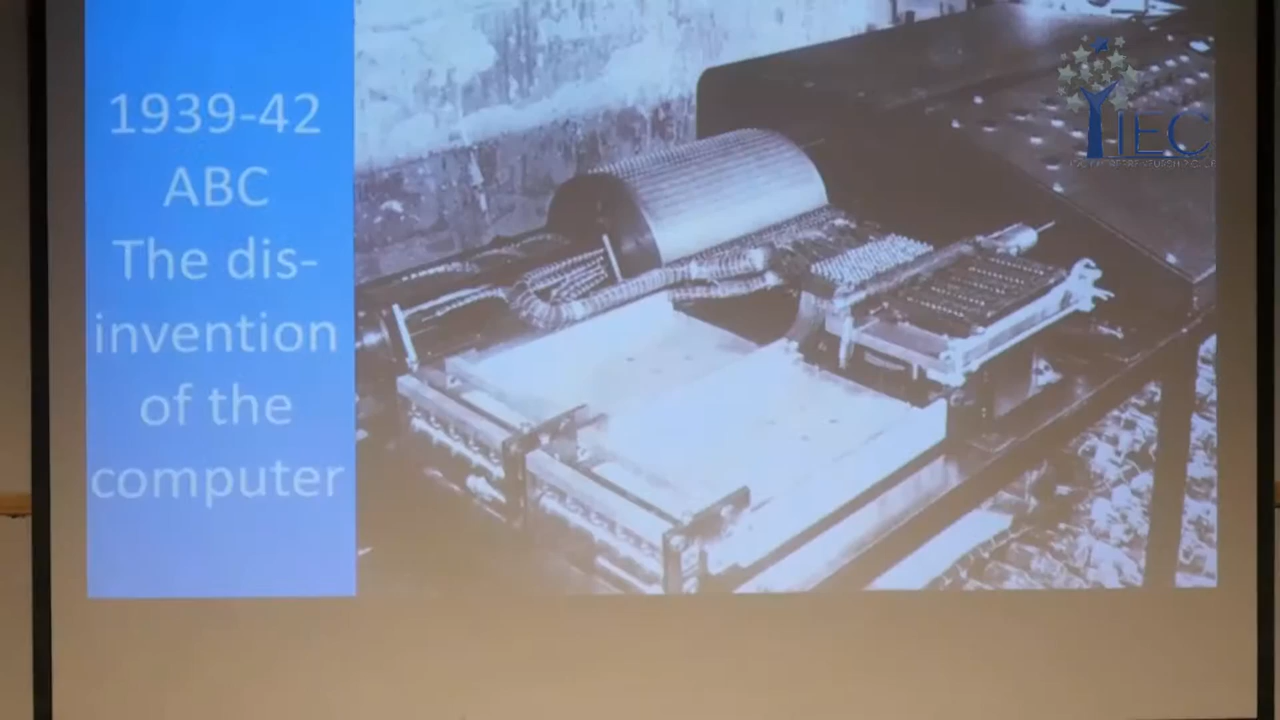 1939-42
ABC
The dis-
invention
of the
computer
IEC